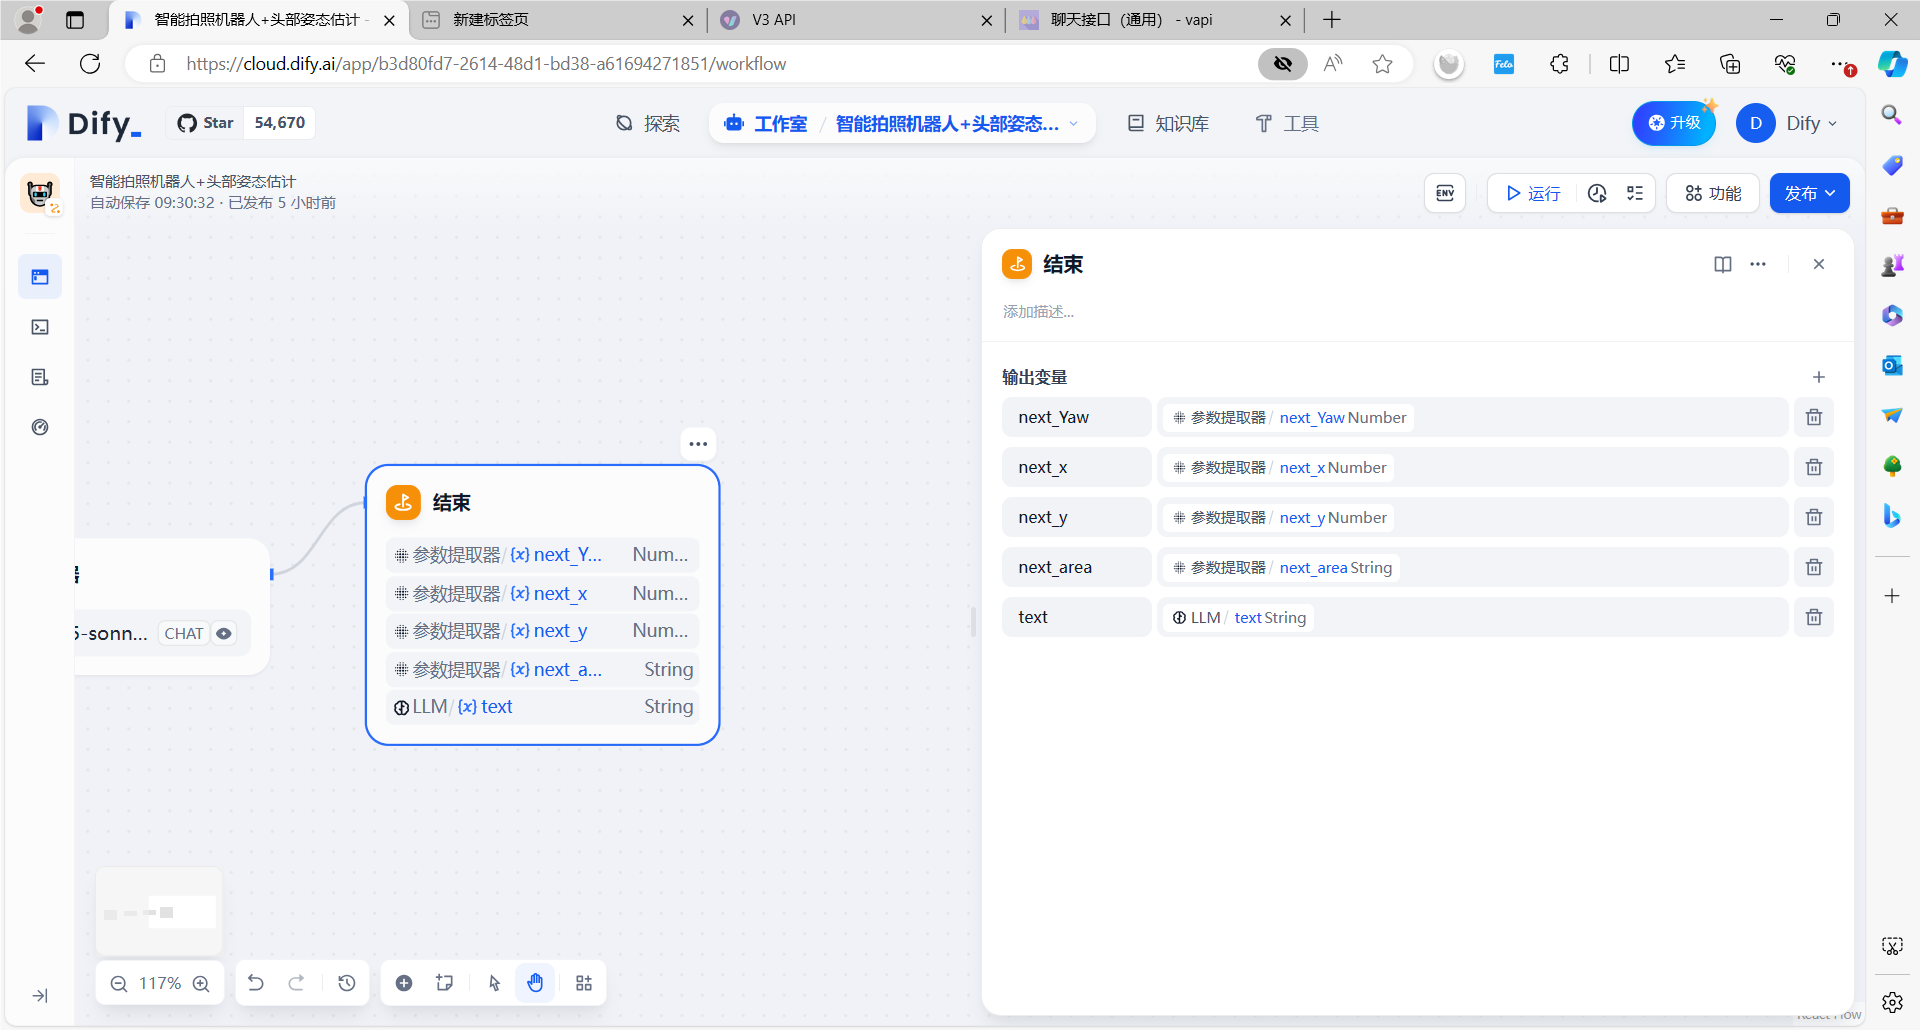 智能拍照机器人+头部姿态估计 -
新建标签页
V3 API
聊天接口（通用） - vapi
https://cloud.dify.ai/app/b3d80fd7-2614-48d1-bd38-a61694271851/workflow
Felo
Dify_
Star 54,670
探索
工作室 / 智能拍照机器人+头部姿态...
知识库
工具
升级
D Dify
智能拍照机器人+头部姿态估计
自动保存 09:30:32 · 已发布 5 小时前
ENV
运行
功能
发布
器
5-sonn... CHAT
结束
参数提取器/{x} next_Y... Num...
参数提取器/{x} next_x Num...
参数提取器/{x} next_y Num...
参数提取器/{x} next_a... String
LLM/{x} text String
117%
结束
添加描述...
输出变量
next_Yaw 参数提取器/ next_Yaw Number
next_x 参数提取器/ next_x Number
next_y 参数提取器/ next_y Number
next_area 参数提取器/ next_area String
text LLM/ text String
React Flow